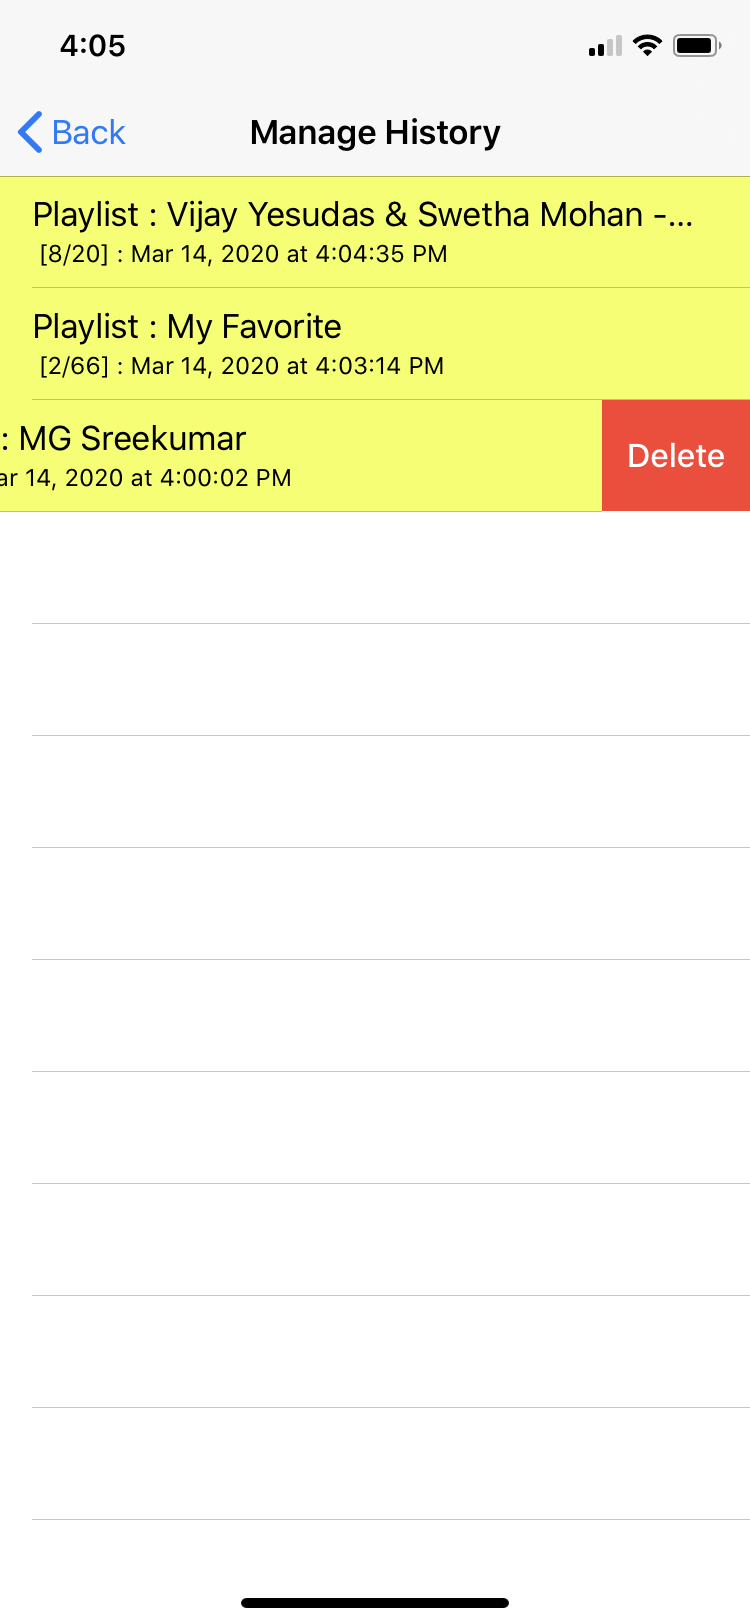 4:05
Back
Manage History
Playlist : Vijay Yesudas & Swetha Mohan -...
[8/20] : Mar 14, 2020 at 4:04:35 PM
Playlist : My Favorite
[2/66] : Mar 14, 2020 at 4:03:14 PM
: MG Sreekumar
ar 14, 2020 at 4:00:02 PM
Delete